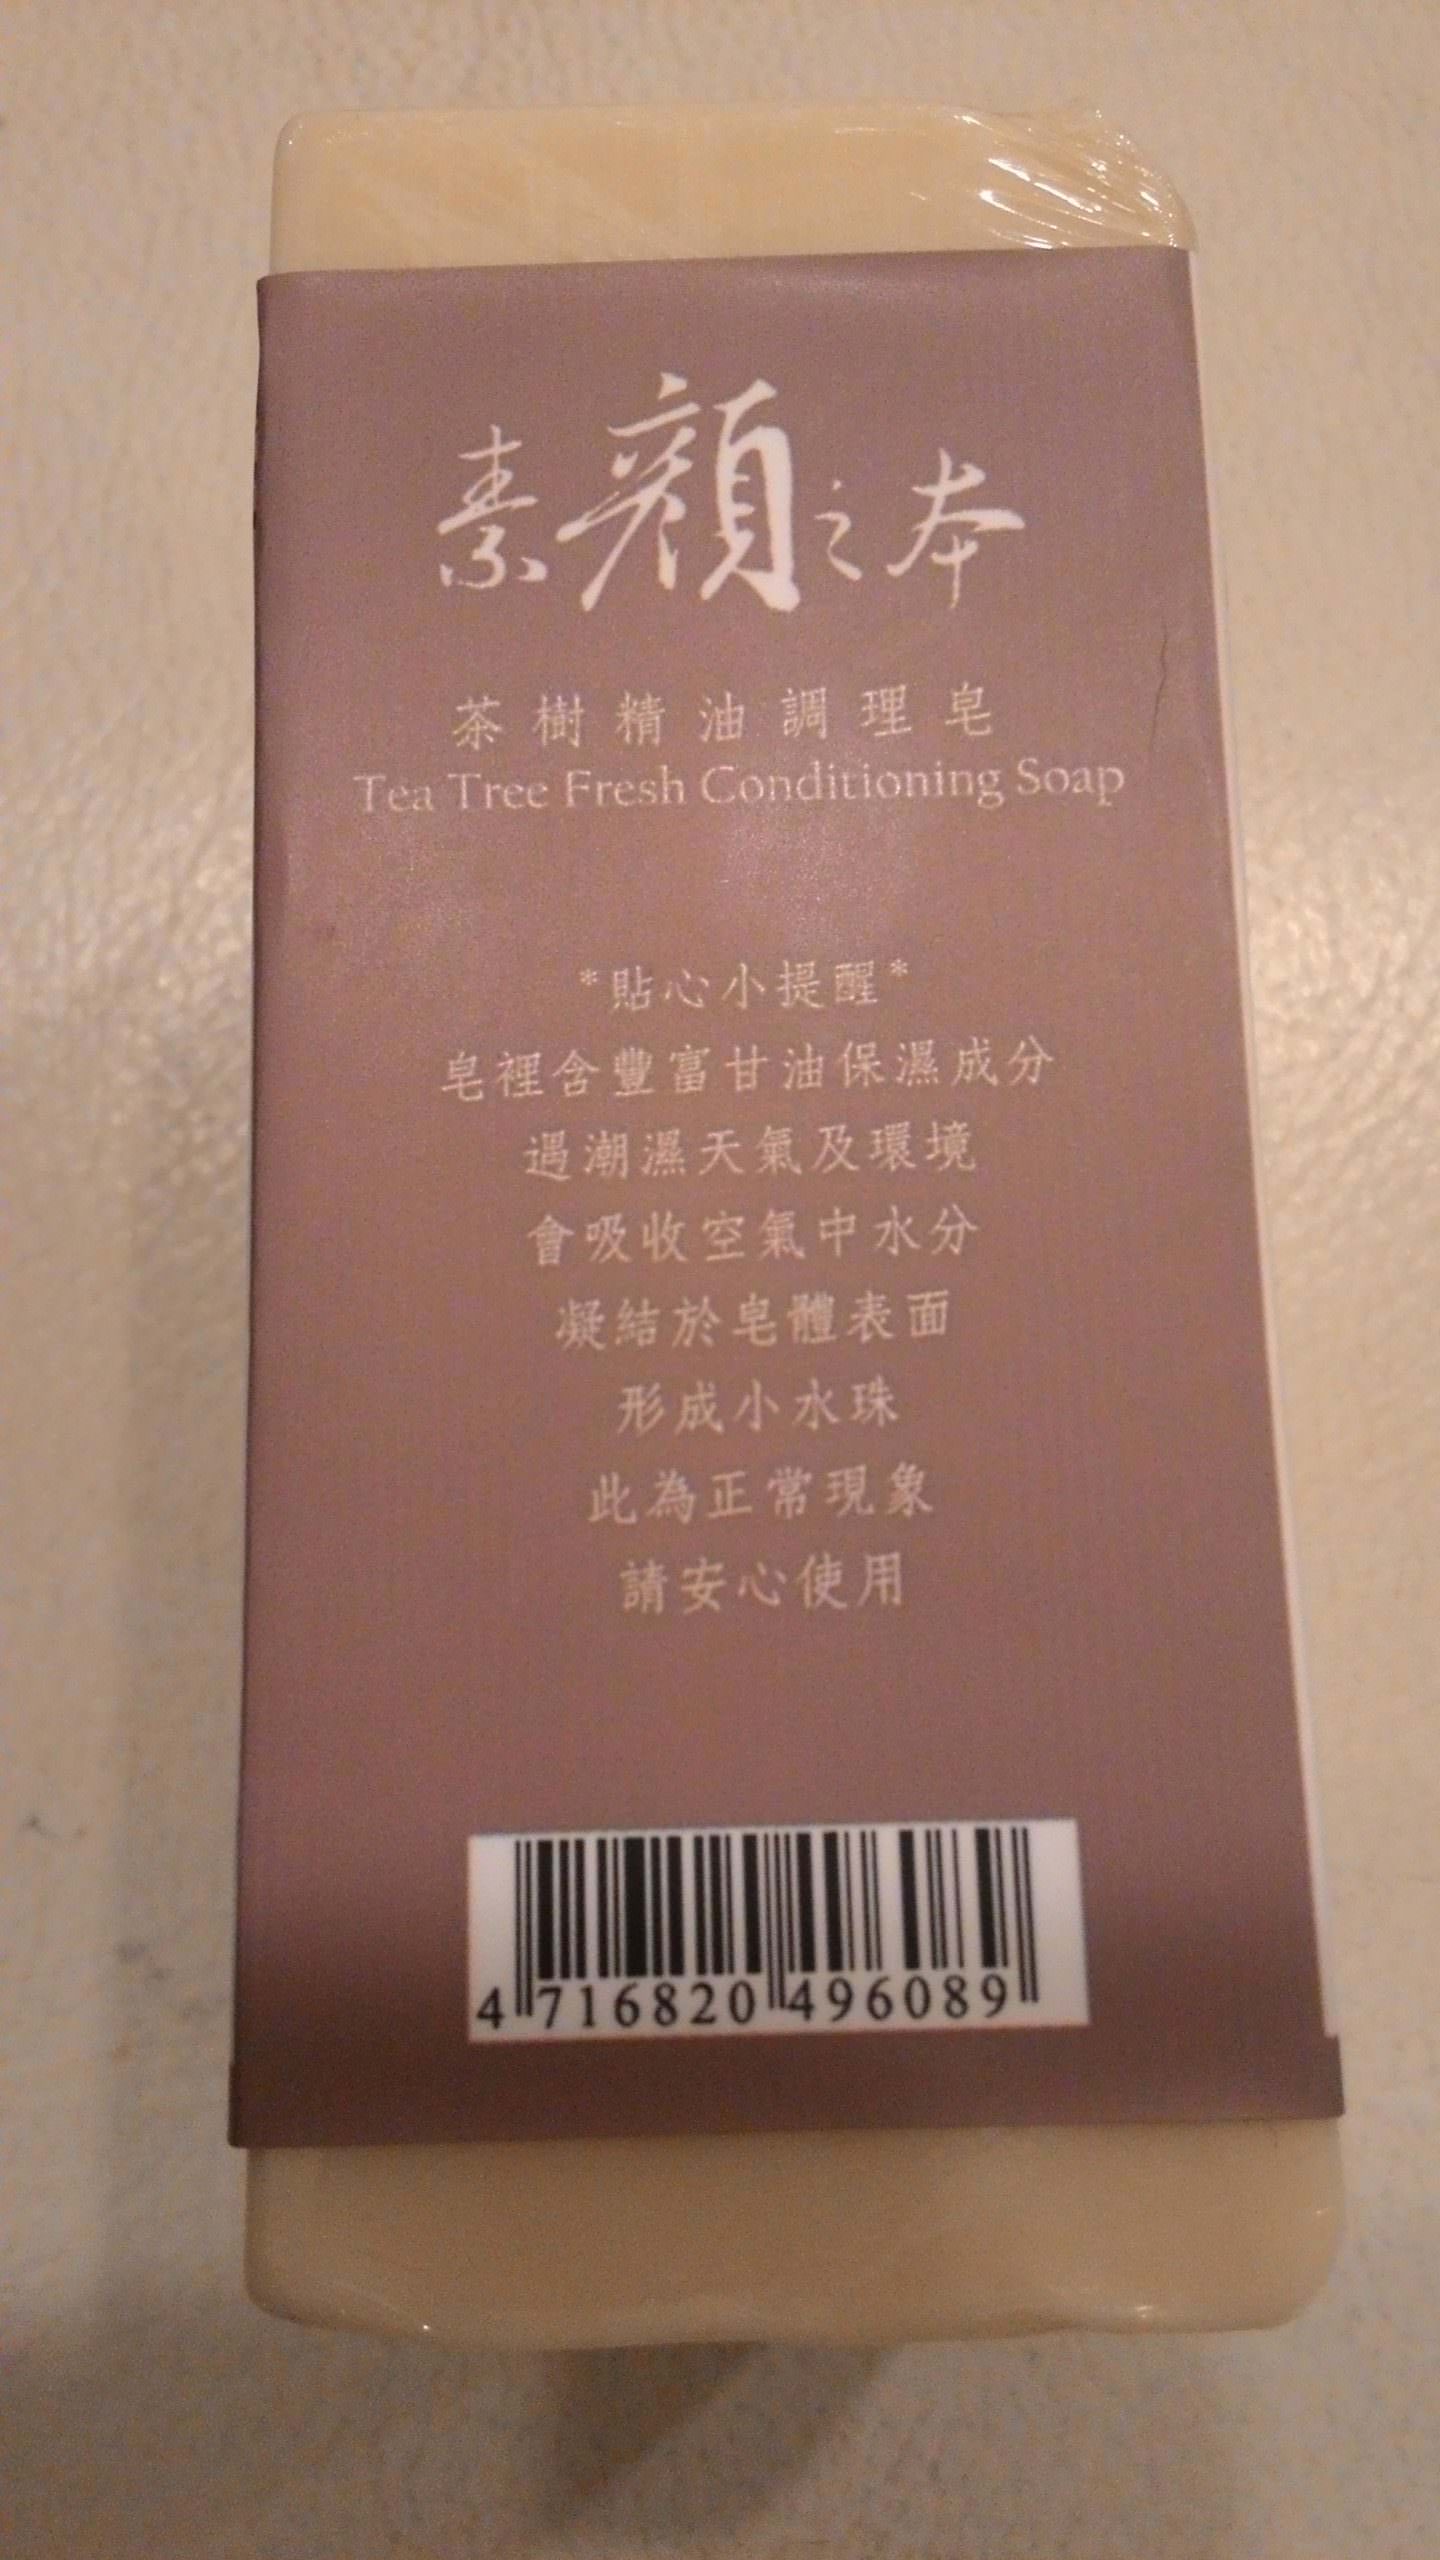 素顏之本
茶樹精油調理皂
Tea Tree Fresh Conditioning Soap
*貼心小提醒*
皂裡含豐富甘油保濕成分
遇潮濕天氣及環境
會吸收空氣中水分
凝結於皂體表面
形成小水珠
此為正常現象
請安心使用
4 716820 496089